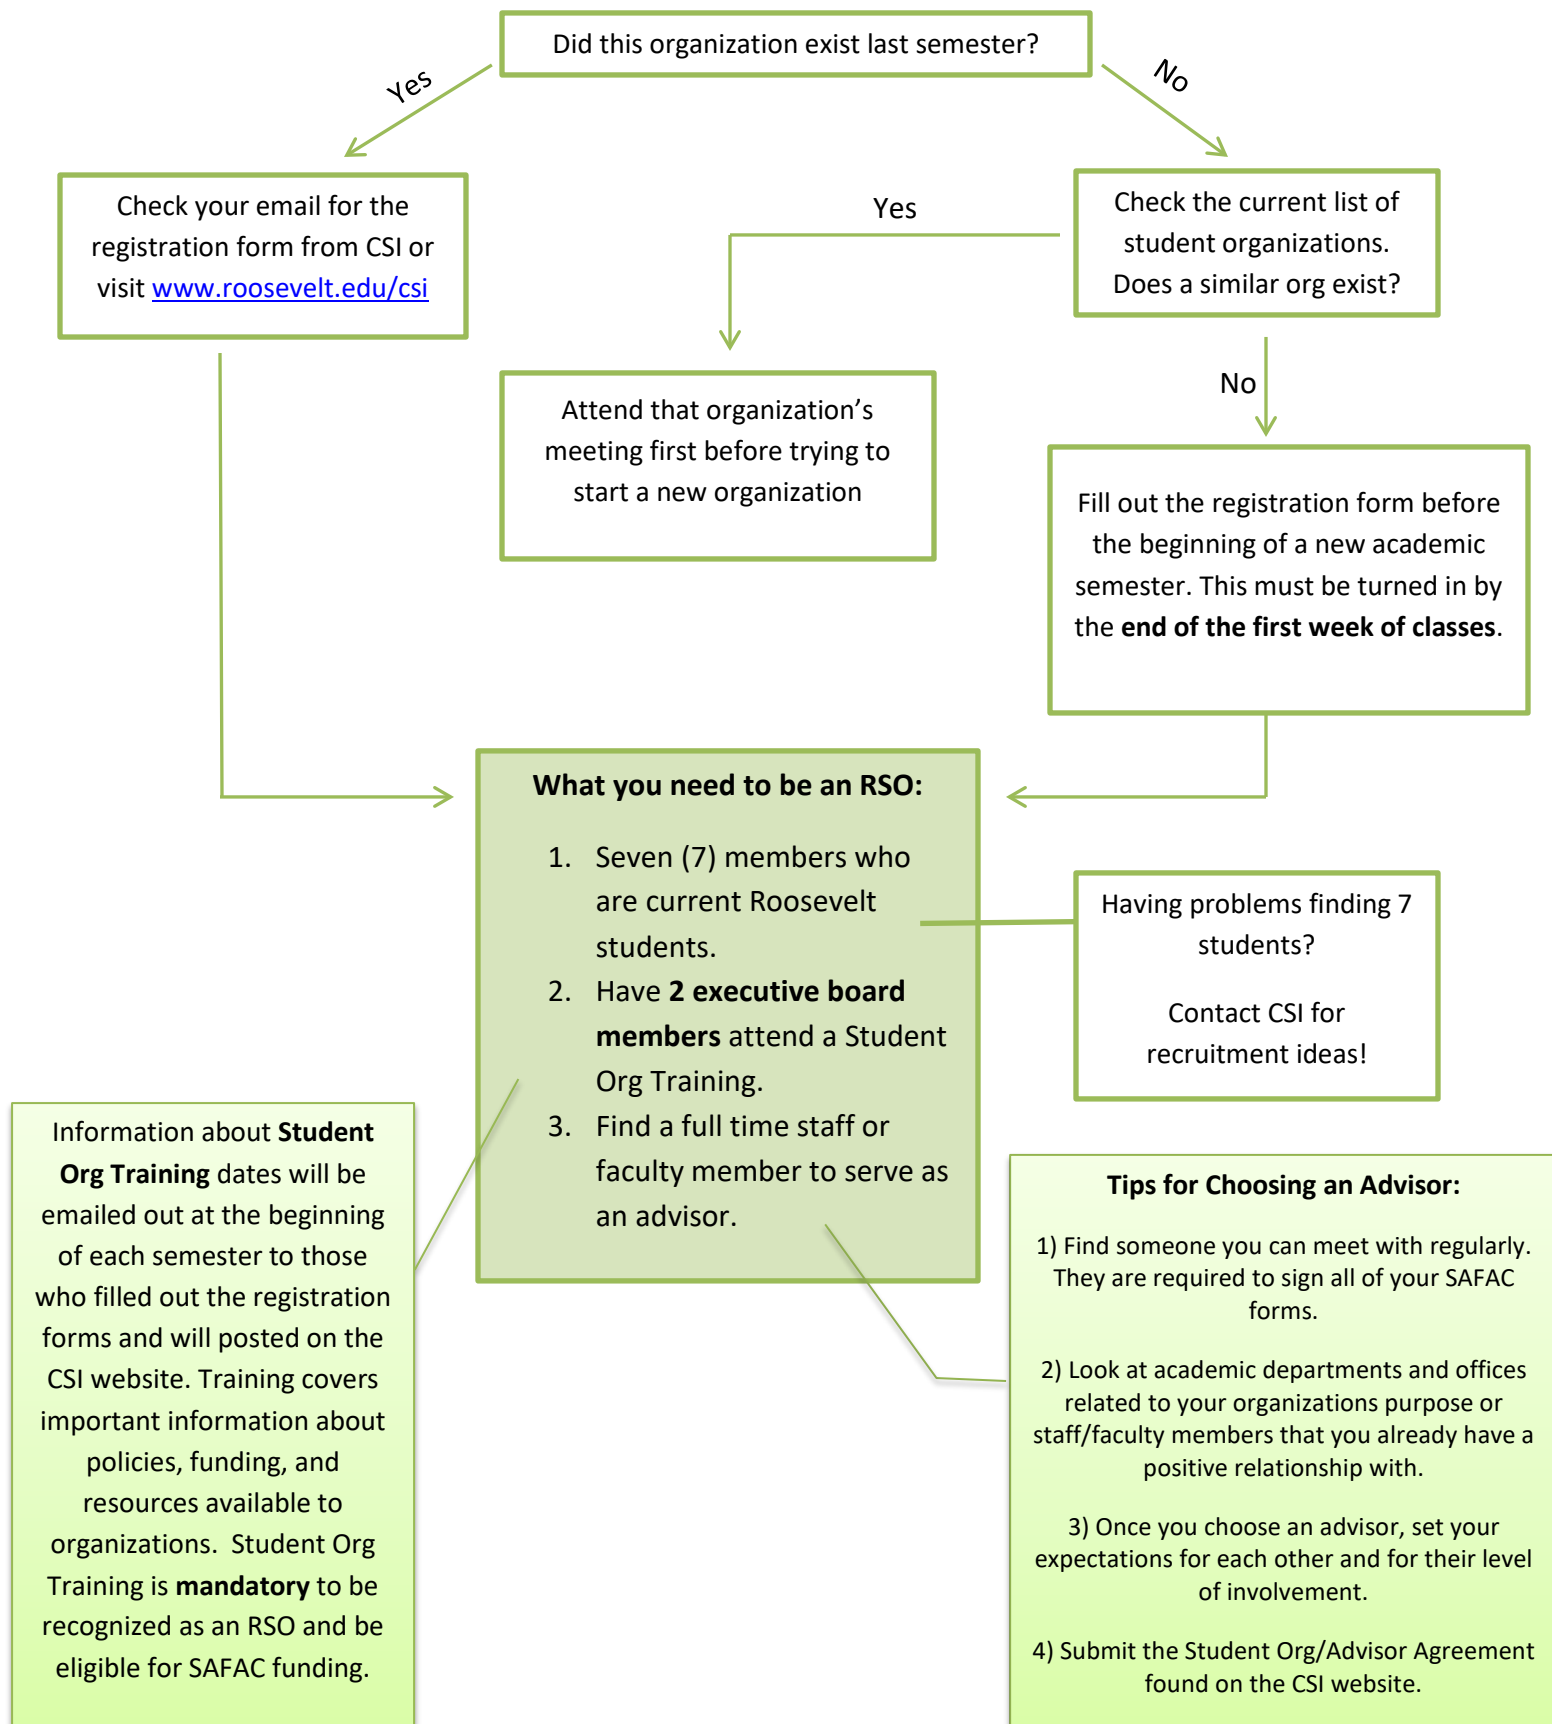 Did this organization exist last semester?
Yes
No
Check your email for the
registration form from CSI or
visit www.roosevelt.edu/csi
Yes
Check the current list of
student organizations.
Does a similar org exist?
No
Attend that organization’s
meeting first before trying to
start a new organization
Fill out the registration form before
the beginning of a new academic
semester. This must be turned in by
the end of the first week of classes.
What you need to be an RSO:
1. Seven (7) members who
are current Roosevelt
students.
2. Have 2 executive board
members attend a Student
Org Training.
3. Find a full time staff or
faculty member to serve as
an advisor.
Having problems finding 7
students?
Contact CSI for
recruitment ideas!
Information about Student
Org Training dates will be
emailed out at the beginning
of each semester to those
who filled out the registration
forms and will posted on the
CSI website. Training covers
important information about
policies, funding, and
resources available to
organizations.  Student Org
Training is mandatory to be
recognized as an RSO and be
eligible for SAFAC funding.
Tips for Choosing an Advisor:
1) Find someone you can meet with regularly.
They are required to sign all of your SAFAC
forms.
2) Look at academic departments and offices
related to your organizations purpose or
staff/faculty members that you already have a
positive relationship with.
3) Once you choose an advisor, set your
expectations for each other and for their level
of involvement.
4) Submit the Student Org/Advisor Agreement
found on the CSI website.